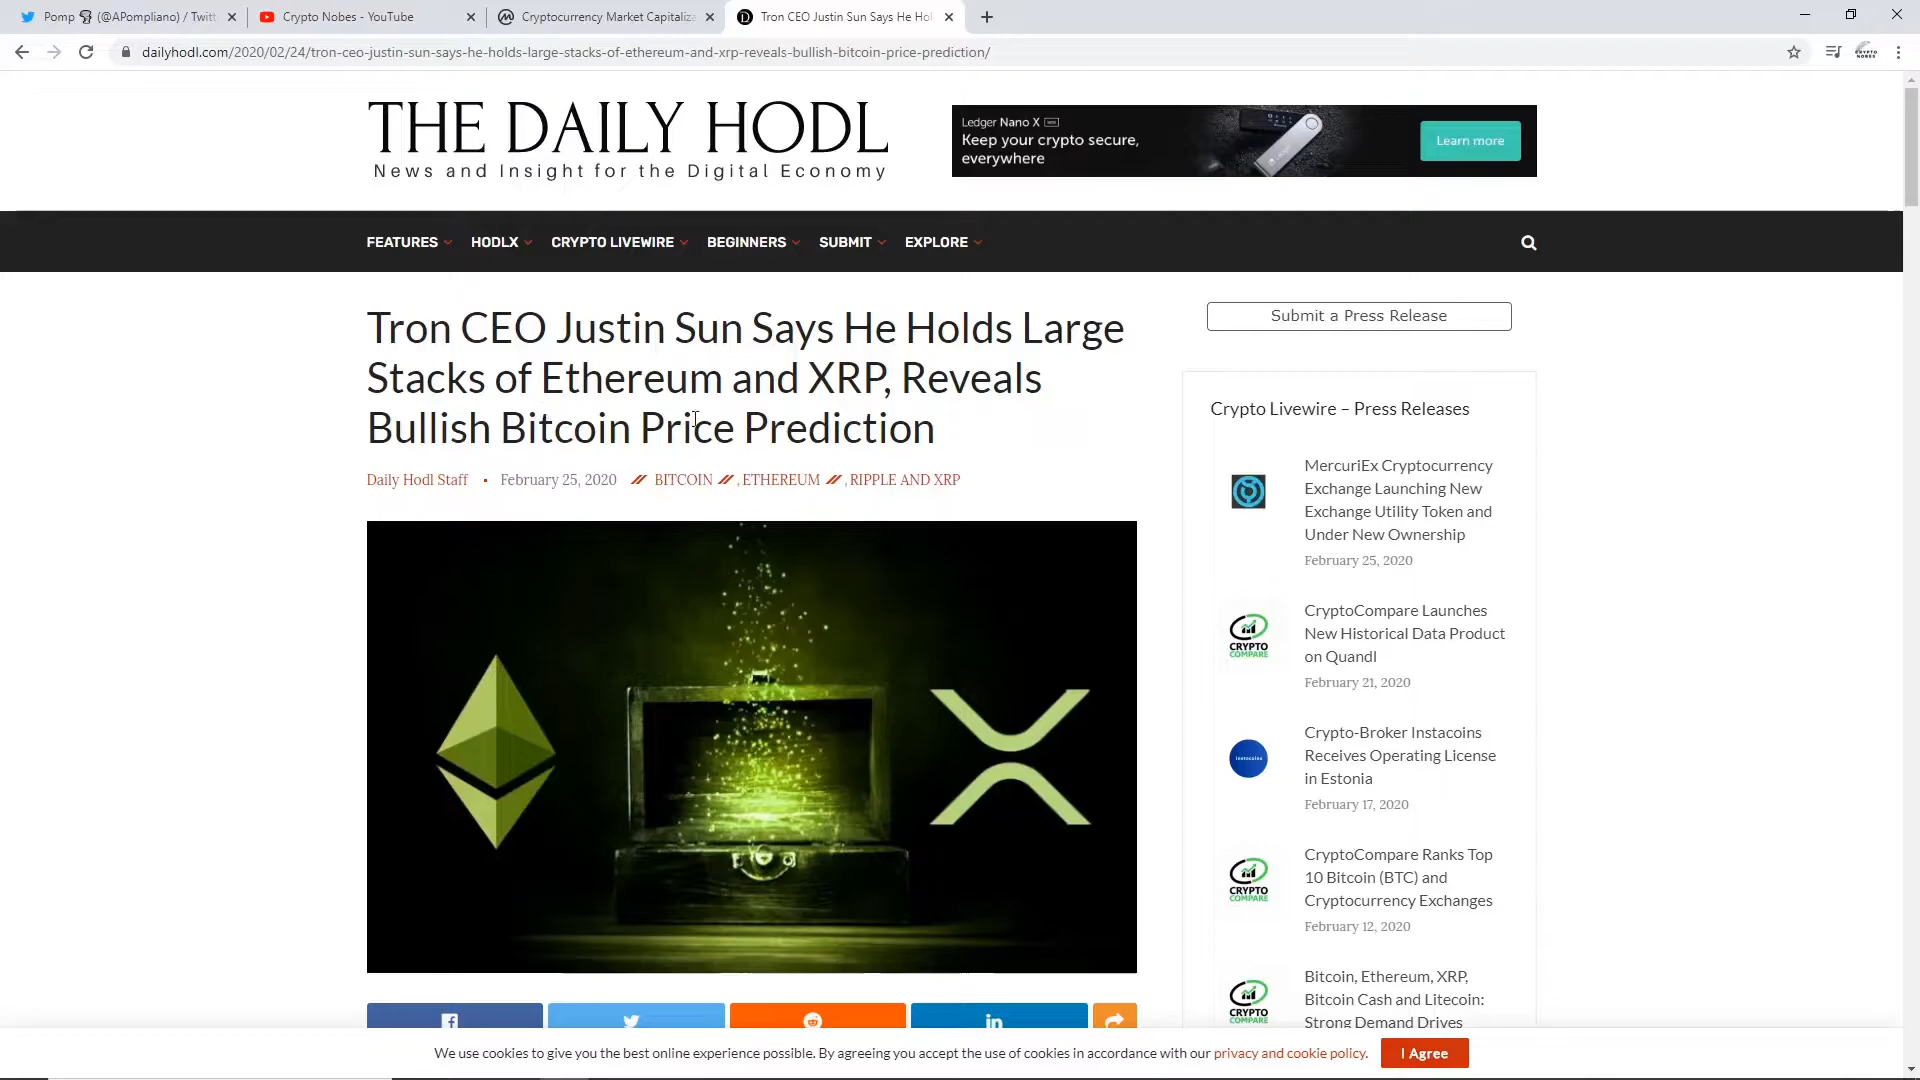 Pomp (@APompliano) / Twitt
Crypto Nobes - YouTube
Cryptocurrency Market Capitaliza
Tron CEO Justin Sun Says He Hol
dailyhodl.com/2020/02/24/tron-ceo-justin-sun-says-he-holds-large-stacks-of-ethereum-and-xrp-reveals-bullish-bitcoin-price-prediction/
THE DAILY HODL
News and Insight for the Digital Economy
Ledger Nano X
Keep your crypto secure,
everywhere
Learn more
FEATURES HODLX CRYPTO LIVEWIRE BEGINNERS SUBMIT EXPLORE
Tron CEO Justin Sun Says He Holds Large
Stacks of Ethereum and XRP, Reveals
Bullish Bitcoin Price Prediction
Daily Hodl Staff ▪ February 25, 2020 // BITCOIN // , ETHEREUM // , RIPPLE AND XRP
Submit a Press Release
Crypto Livewire – Press Releases
MercuriEx Cryptocurrency
Exchange Launching New
Exchange Utility Token and
Under New Ownership
February 25, 2020
CRYPTO
COMPARE
CryptoCompare Launches
New Historical Data Product
on Quandl
February 21, 2020
instacoins
Crypto-Broker Instacoins
Receives Operating License
in Estonia
February 17, 2020
CRYPTO
COMPARE
CryptoCompare Ranks Top
10 Bitcoin (BTC) and
Cryptocurrency Exchanges
February 12, 2020
CRYPTO
COMPARE
Bitcoin, Ethereum, XRP,
Bitcoin Cash and Litecoin:
Strong Demand Drives
We use cookies to give you the best online experience possible. By agreeing you accept the use of cookies in accordance with our privacy and cookie policy.
I Agree